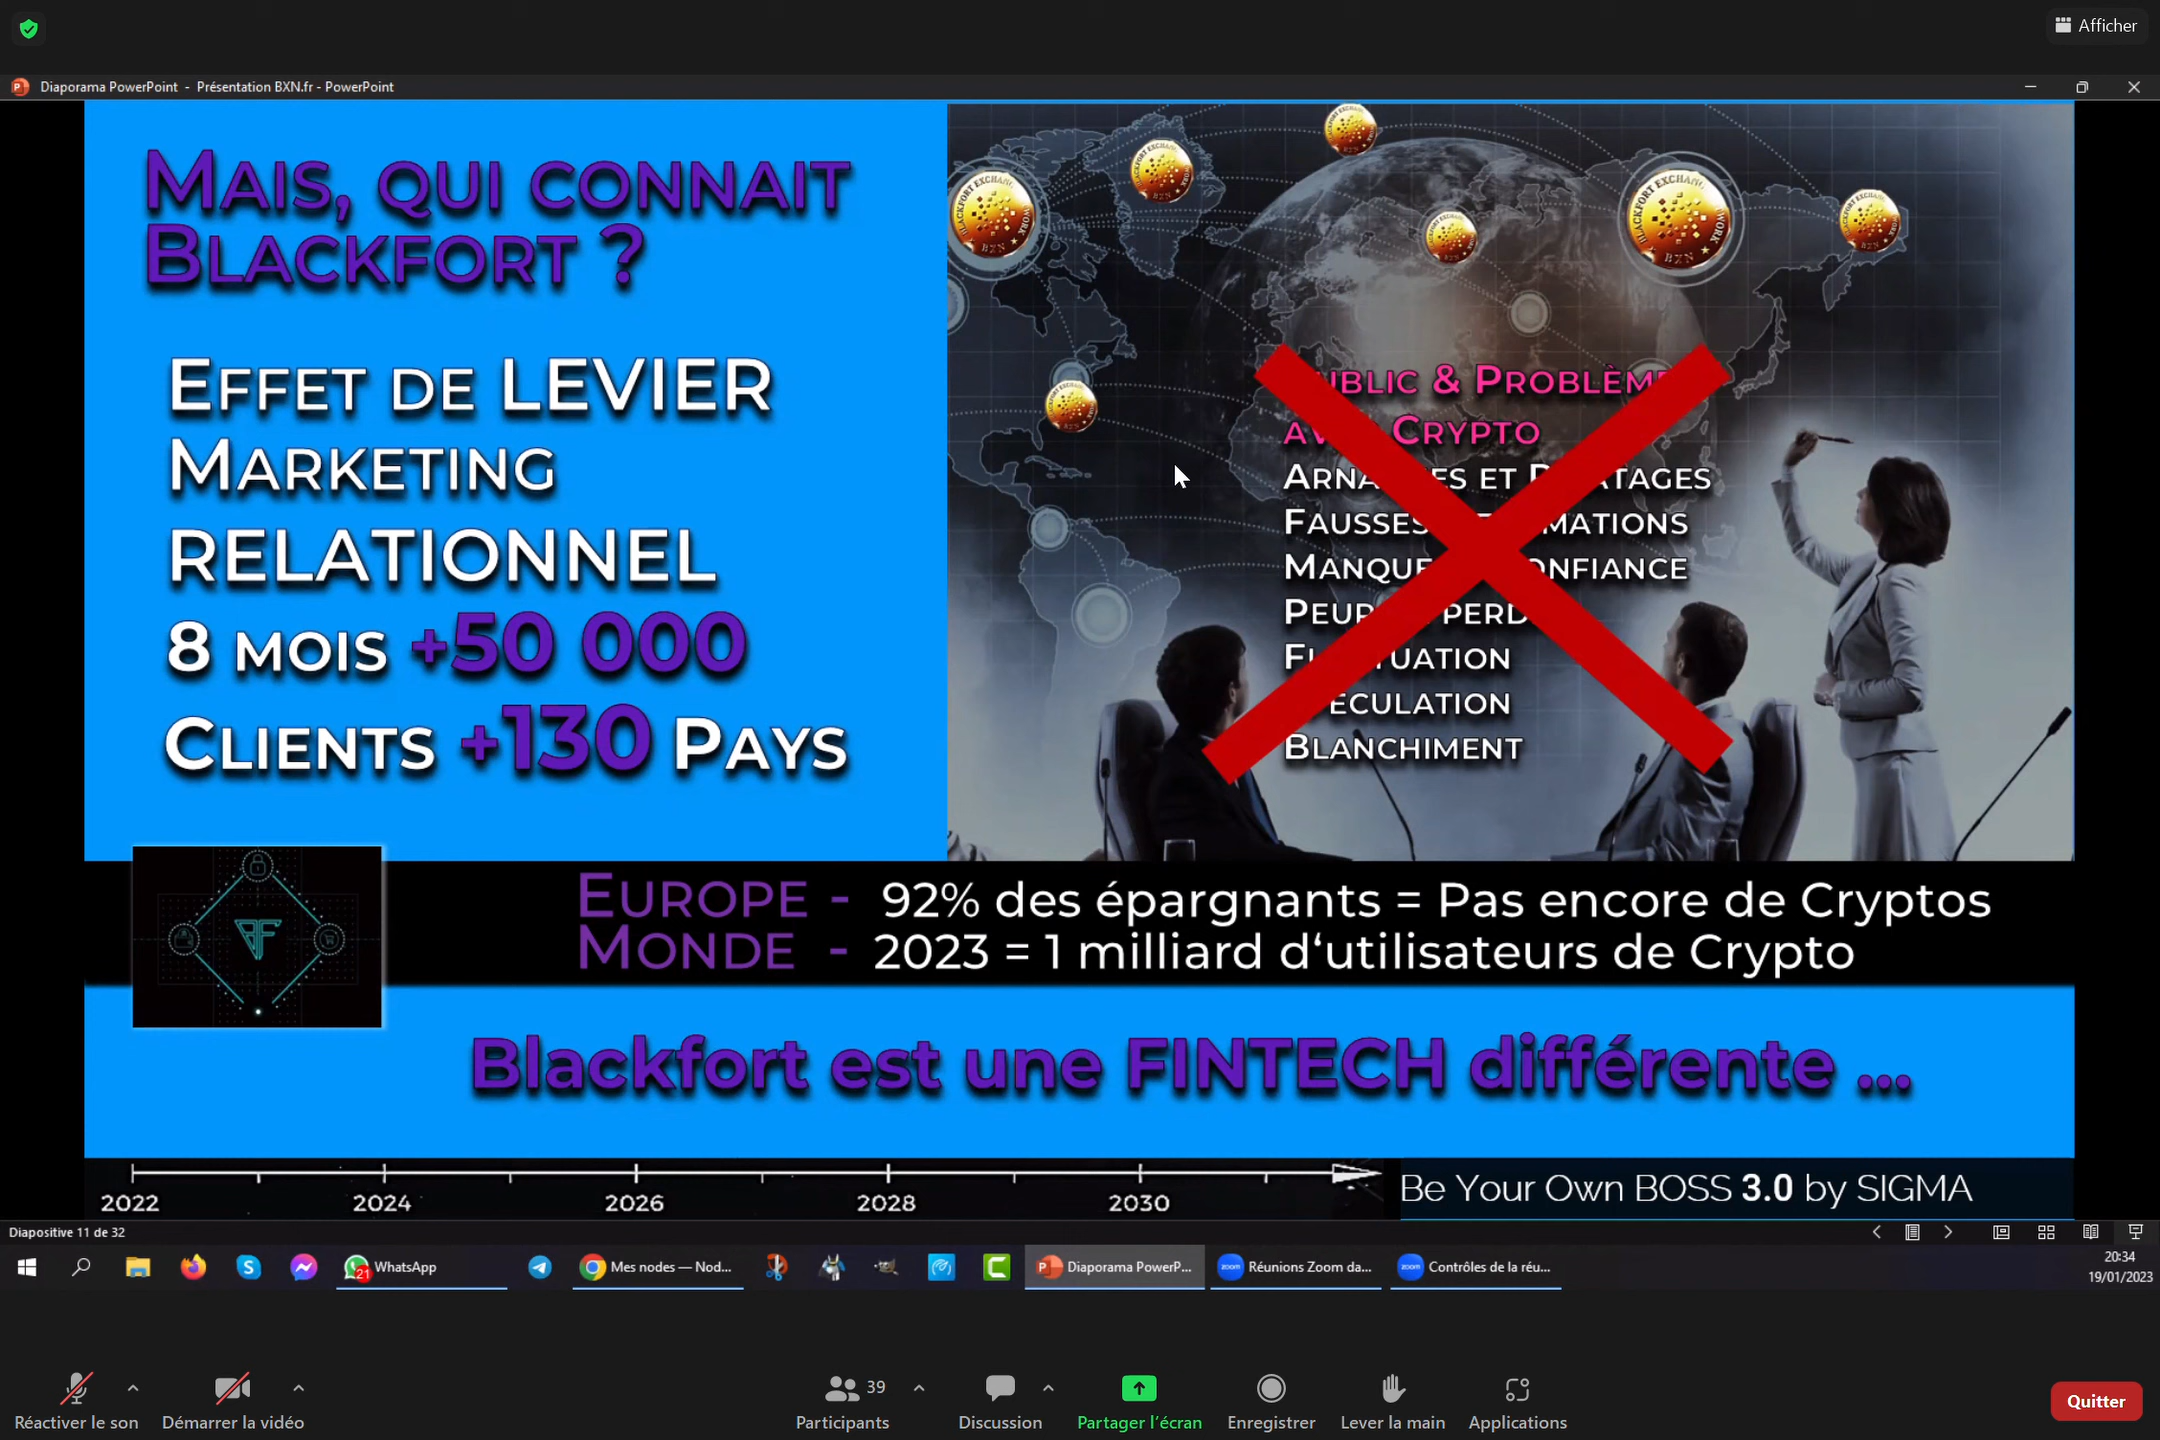 Afficher
Diaporama PowerPoint - Présentation BXN.fr - PowerPoint
Mais, qui connait
Blackfort ?
Effet de LEVIER
Marketing
RELATIONNEL
8 mois +50 000
Clients +130 Pays
& Problèm
Crypto
et
Blanchiment
Europe - 92% des épargnants = Pas encore de Cryptos
Monde - 2023 = 1 milliard d‘utilisateurs de Crypto
Blackfort est une FINTECH différente ...
2022 2024 2026 2028 2030
Be Your Own BOSS 3.0 by SIGMA
Diapositive 11 de 32
21 WhatsApp
Mes nodes — Nod...
Diaporama PowerP...
zoom Réunions Zoom da...
zoom Contrôles de la réu...
20:34
19/01/2023
Réactiver le son
Démarrer la vidéo
39
Participants
Discussion
Partager l'écran
Enregistrer
Lever la main
Applications
Quitter